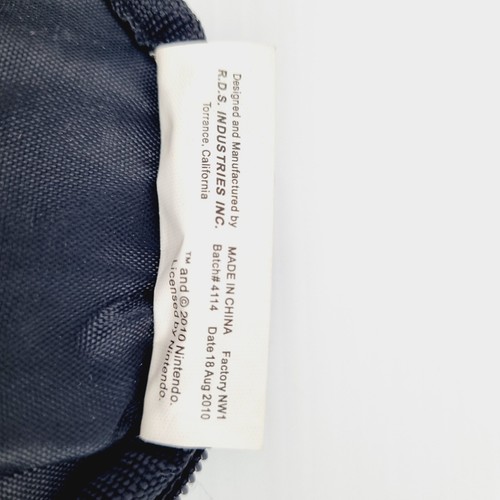 Designed and Manufactured by
R.D.S. INDUSTRIES INC.
Torrance, California
MADE IN CHINA Factory NW1
Batch# 4114 Date 18 Aug 2010
™ and © 2010 Nintendo.
Licensed by Nintendo.